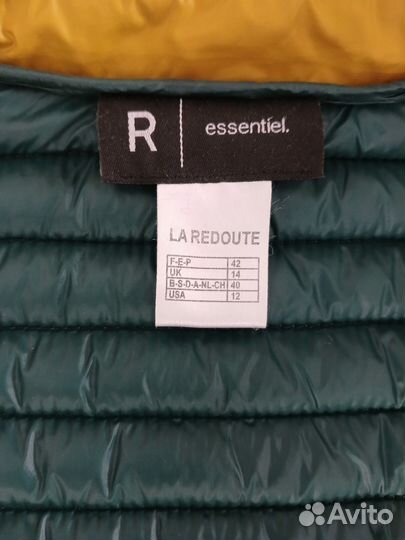 R | essentiel.
LA REDOUTE
F-E-P 42
UK 14
B-S-D-A-NL-CH 40
USA 12
Avito